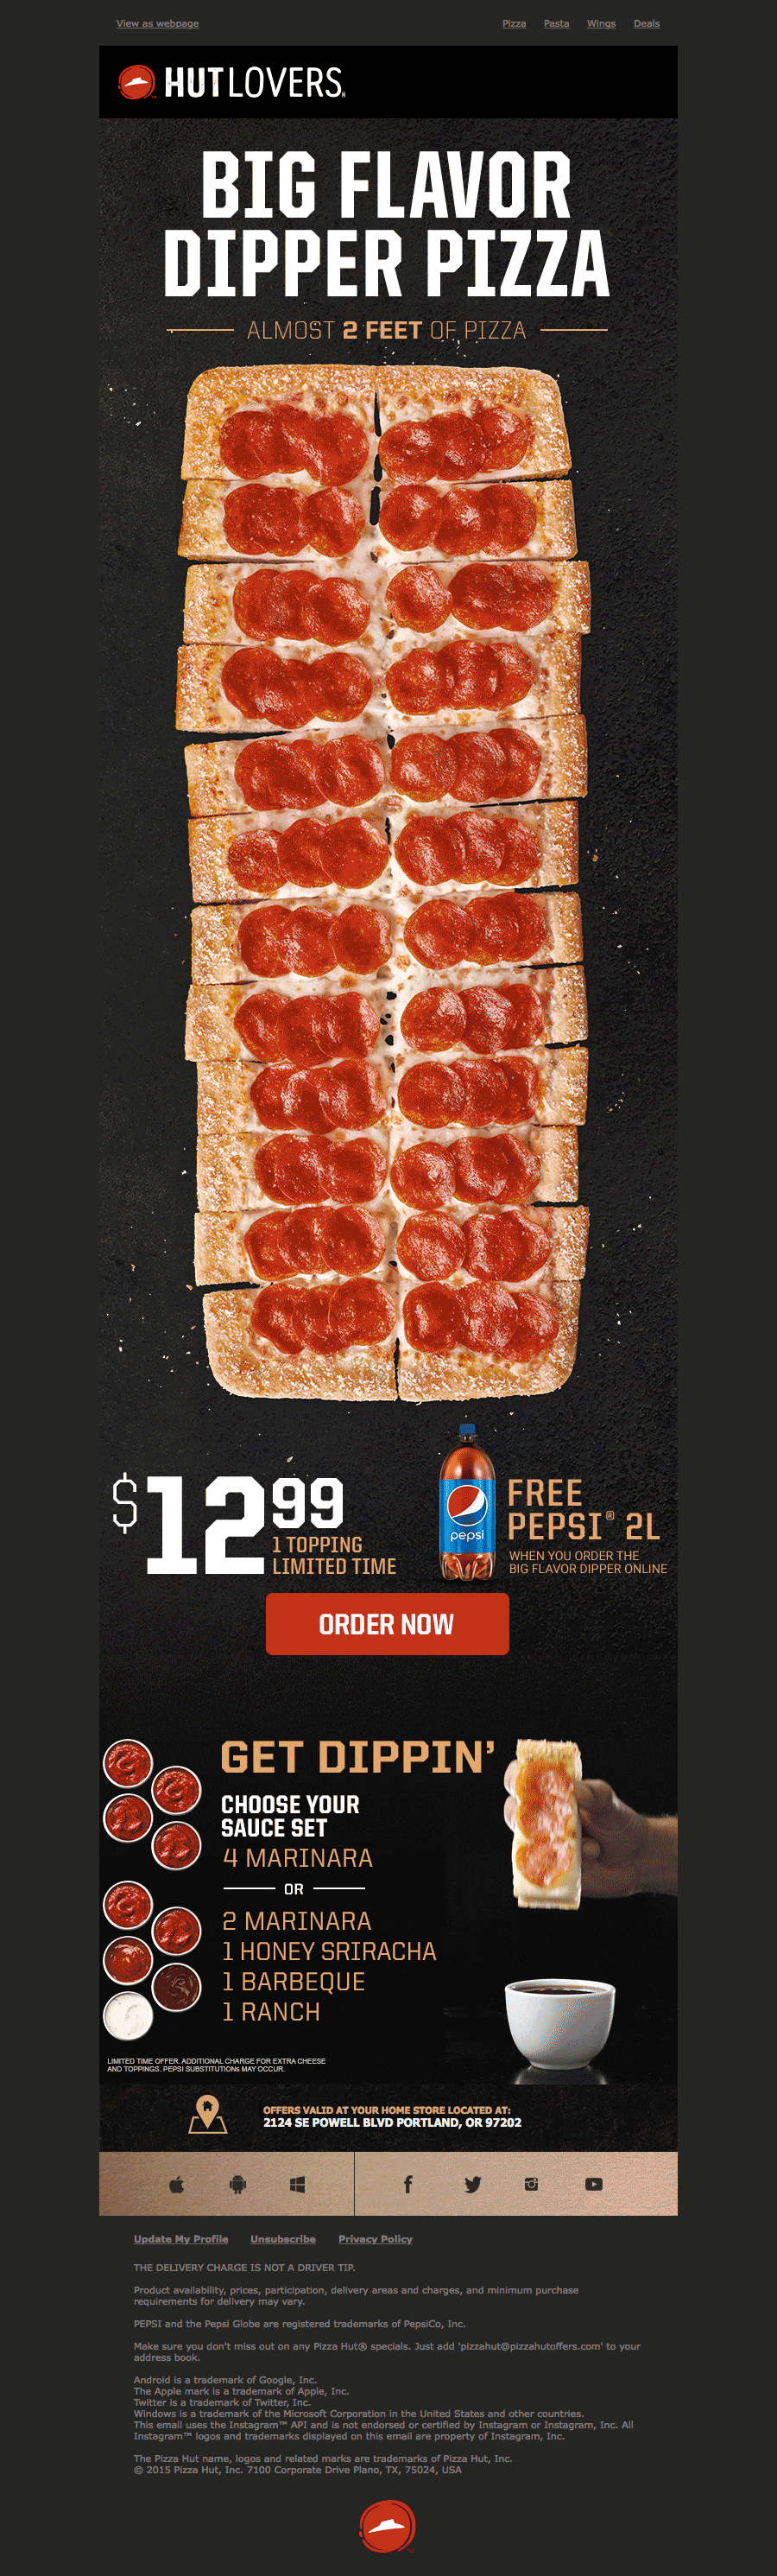 View as webpage
Pizza Pasta Wings Deals
HUTLOVERS
BIG FLAVOR
DIPPER PIZZA
ALMOST 2 FEET OF PIZZA
$12 99
1 TOPPING
LIMITED TIME
pepsi
FREE
PEPSI® 2L
WHEN YOU ORDER THE
BIG FLAVOR DIPPER ONLINE
ORDER NOW
GET DIPPIN'
CHOOSE YOUR
SAUCE SET
4 MARINARA
OR
2 MARINARA
1 HONEY SRIRACHA
1 BARBEQUE
1 RANCH
LIMITED TIME OFFER. ADDITIONAL CHARGE FOR EXTRA CHEESE
AND TOPPINGS. PEPSI SUBSTITUTIONs MAY OCCUR.
OFFERS VALID AT YOUR HOME STORE LOCATED AT:
2124 SE POWELL BLVD PORTLAND, OR 97202
Update My Profile Unsubscribe Privacy Policy
THE DELIVERY CHARGE IS NOT A DRIVER TIP.
Product availability, prices, participation, delivery areas and charges, and minimum purchase
requirements for delivery may vary.
PEPSI and the Pepsi Globe are registered trademarks of PepsiCo, Inc.
Make sure you don't miss out on any Pizza Hut® specials. Just add 'pizzahut@pizzahutoffers.com' to your
address book.
Android is a trademark of Google, Inc.
The Apple mark is a trademark of Apple, Inc.
Twitter is a trademark of Twitter, Inc.
Windows is a trademark of the Microsoft Corporation in the United States and other countries.
This email uses the Instagram™ API and is not endorsed or certified by Instagram or Instagram, Inc. All
Instagram™ logos and trademarks displayed on this email are property of Instagram, Inc.
The Pizza Hut name, logos and related marks are trademarks of Pizza Hut, Inc.
© 2015 Pizza Hut, Inc. 7100 Corporate Drive Plano, TX, 75024, USA